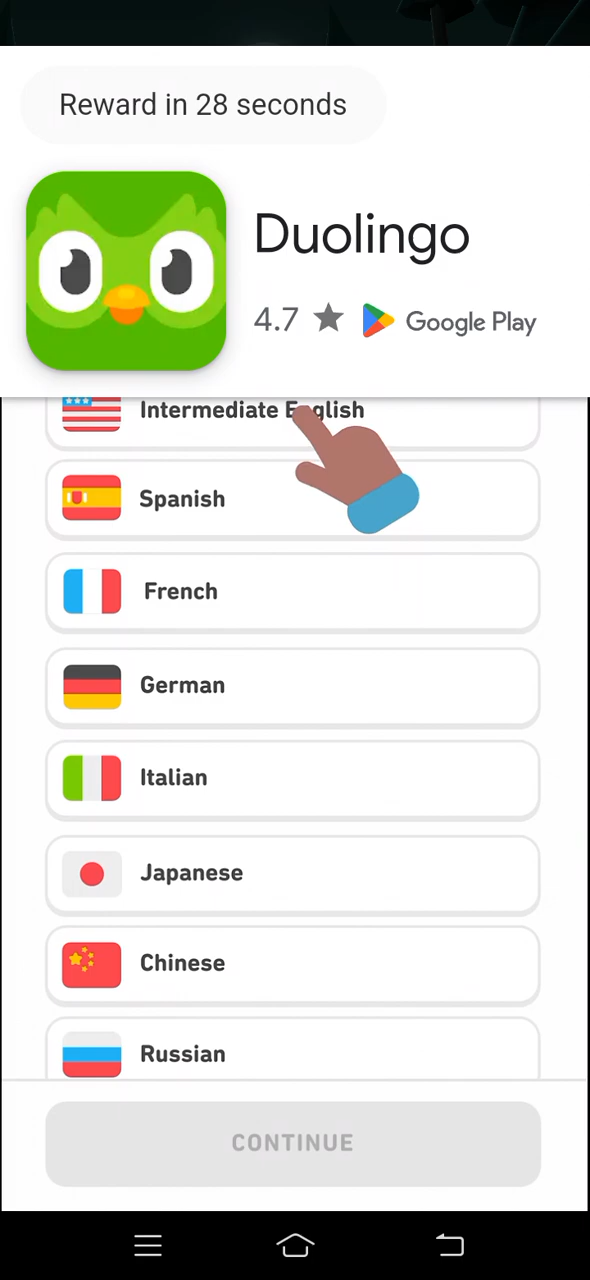 Reward in 28 seconds
Duolingo
4.7 ★ Google Play
Intermediate English
Spanish
French
German
Italian
Japanese
Chinese
Russian
CONTINUE